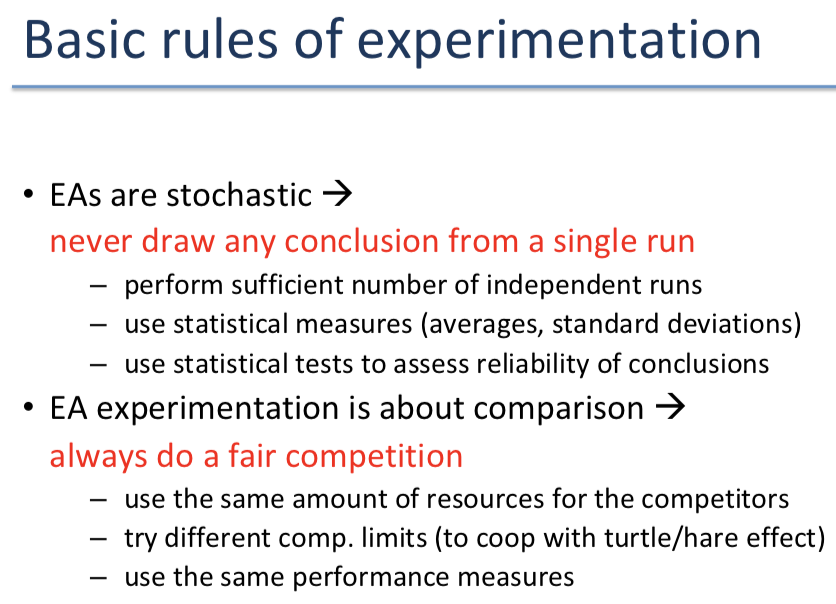 Basic rules of experimentation
• EAs are stochastic →
never draw any conclusion from a single run
– perform sufficient number of independent runs
– use statistical measures (averages, standard deviations)
– use statistical tests to assess reliability of conclusions
• EA experimentation is about comparison →
always do a fair competition
– use the same amount of resources for the competitors
– try different comp. limits (to coop with turtle/hare effect)
– use the same performance measures